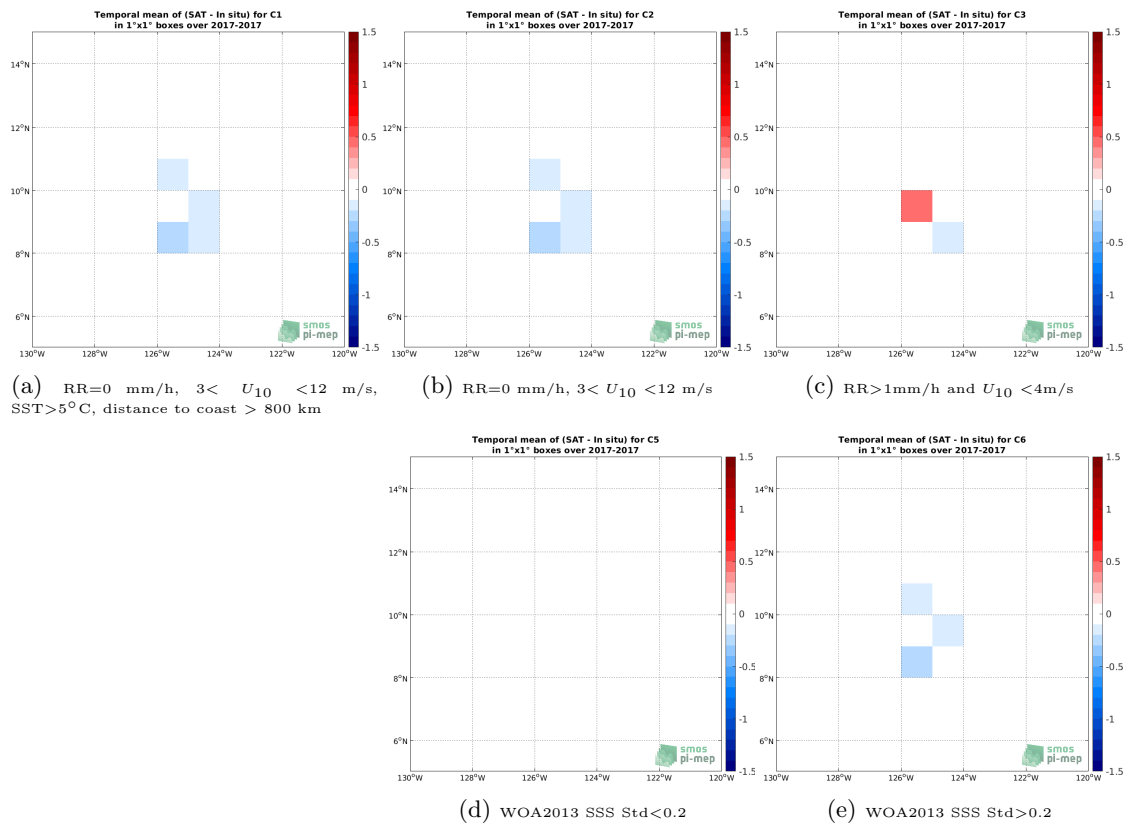 Temporal mean of (SAT - In situ) for C1
in 1°x1° boxes over 2017-2017
14°N
12°N
10°N
8°N
6°N
130°W
128°W
126°W
124°W
122°W
120°W
1.5
1
0.5
0
-0.5
-1
-1.5
smos
pi-mep
(a) RR=0 mm/h, 3< U10 <12 m/s,
SST>5°C, distance to coast > 800 km
Temporal mean of (SAT - In situ) for C2
in 1°x1° boxes over 2017-2017
14°N
12°N
10°N
8°N
6°N
130°W
128°W
126°W
124°W
122°W
120°W
1.5
1
0.5
0
-0.5
-1
-1.5
smos
pi-mep
(b) RR=0 mm/h, 3< U10 <12 m/s
Temporal mean of (SAT - In situ) for C3
in 1°x1° boxes over 2017-2017
14°N
12°N
10°N
8°N
6°N
130°W
128°W
126°W
124°W
122°W
120°W
1.5
1
0.5
0
-0.5
-1
-1.5
smos
pi-mep
(c) RR>1mm/h and U10 <4m/s
Temporal mean of (SAT - In situ) for C5
in 1°x1° boxes over 2017-2017
14°N
12°N
10°N
8°N
6°N
130°W
128°W
126°W
124°W
122°W
120°W
1.5
1
0.5
0
-0.5
-1
-1.5
smos
pi-mep
(d) WOA2013 SSS Std<0.2
Temporal mean of (SAT - In situ) for C6
in 1°x1° boxes over 2017-2017
14°N
12°N
10°N
8°N
6°N
130°W
128°W
126°W
124°W
122°W
120°W
1.5
1
0.5
0
-0.5
-1
-1.5
smos
pi-mep
(e) WOA2013 SSS Std>0.2